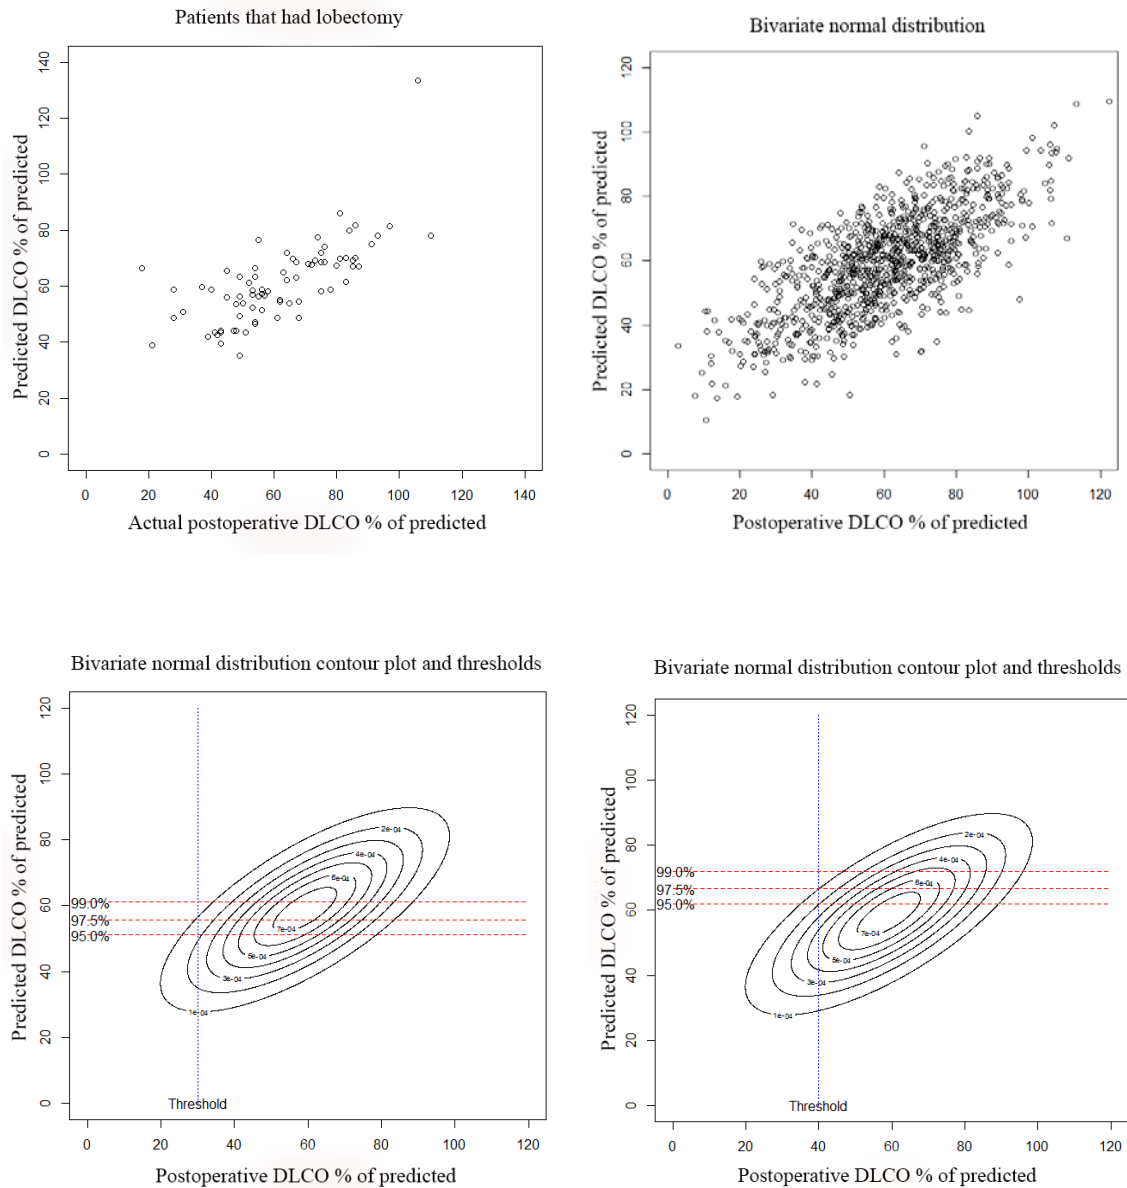 Patients that had lobectomy
Predicted DLCO % of predicted
140
120
100
80
60
40
20
0
0 20 40 60 80 100 120 140
Actual postoperative DLCO % of predicted
Bivariate normal distribution
Predicted DLCO % of predicted
120
100
80
60
40
20
0
0 20 40 60 80 100 120
Postoperative DLCO % of predicted
Bivariate normal distribution contour plot and thresholds
Predicted DLCO % of predicted
120
100
80
60
40
20
0
99.0%
97.5%
95.0%
2e-04
4e-04
6e-04
7e-04
5e-04
3e-04
1e-04
Threshold
0 20 40 60 80 100 120
Postoperative DLCO % of predicted
Bivariate normal distribution contour plot and thresholds
Predicted DLCO % of predicted
120
100
80
60
40
20
0
99.0%
97.5%
95.0%
2e-04
4e-04
6e-04
7e-04
5e-04
3e-04
1e-04
Threshold
0 20 40 60 80 100 120
Postoperative DLCO % of predicted